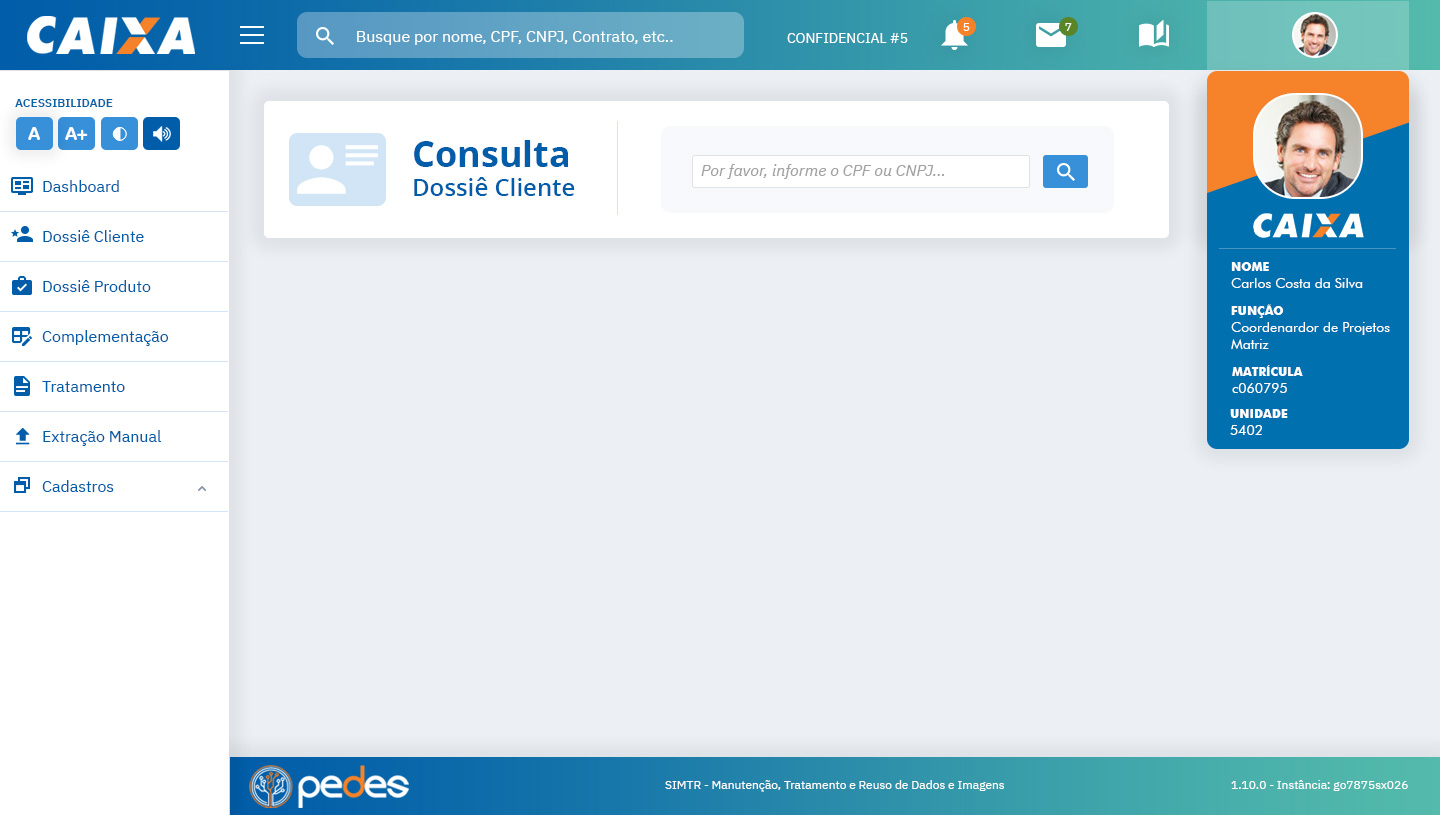 CAIXA
Busque por nome, CPF, CNPJ, Contrato, etc..
CONFIDENCIAL #5
5
7
ACESSIBILIDADE
A
A+
Dashboard
Dossiê Cliente
Dossiê Produto
Complementação
Tratamento
Extração Manual
Cadastros
Consulta
Dossiê Cliente
Por favor, informe o CPF ou CNPJ...
CAIXA
NOME
Carlos Costa da Silva
FUNÇÃO
Coordenardor de Projetos
Matriz
MATRÍCULA
c060795
UNIDADE
5402
pedes
SIMTR - Manutenção, Tratamento e Reuso de Dados e Imagens
1.10.0 - Instância: go7875sx026